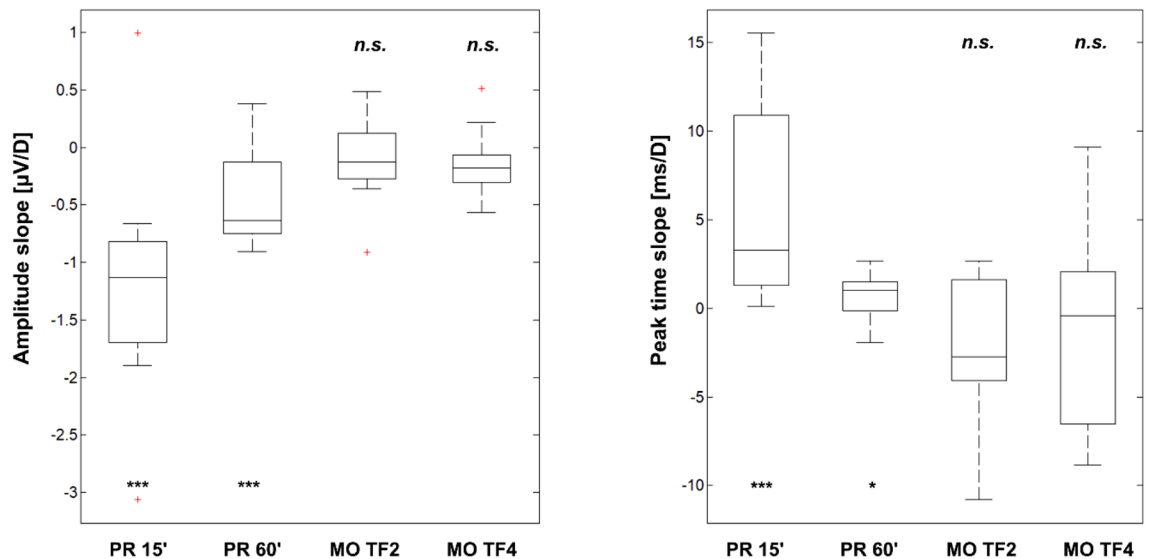 1
0.5
0
-0.5
-1
-1.5
-2
-2.5
-3
Amplitude slope [µV/D]
n.s.
n.s.
***
***
PR 15'
PR 60'
MO TF2
MO TF4
15
10
5
0
-5
-10
Peak time slope [ms/D]
n.s.
n.s.
***
*
PR 15'
PR 60'
MO TF2
MO TF4